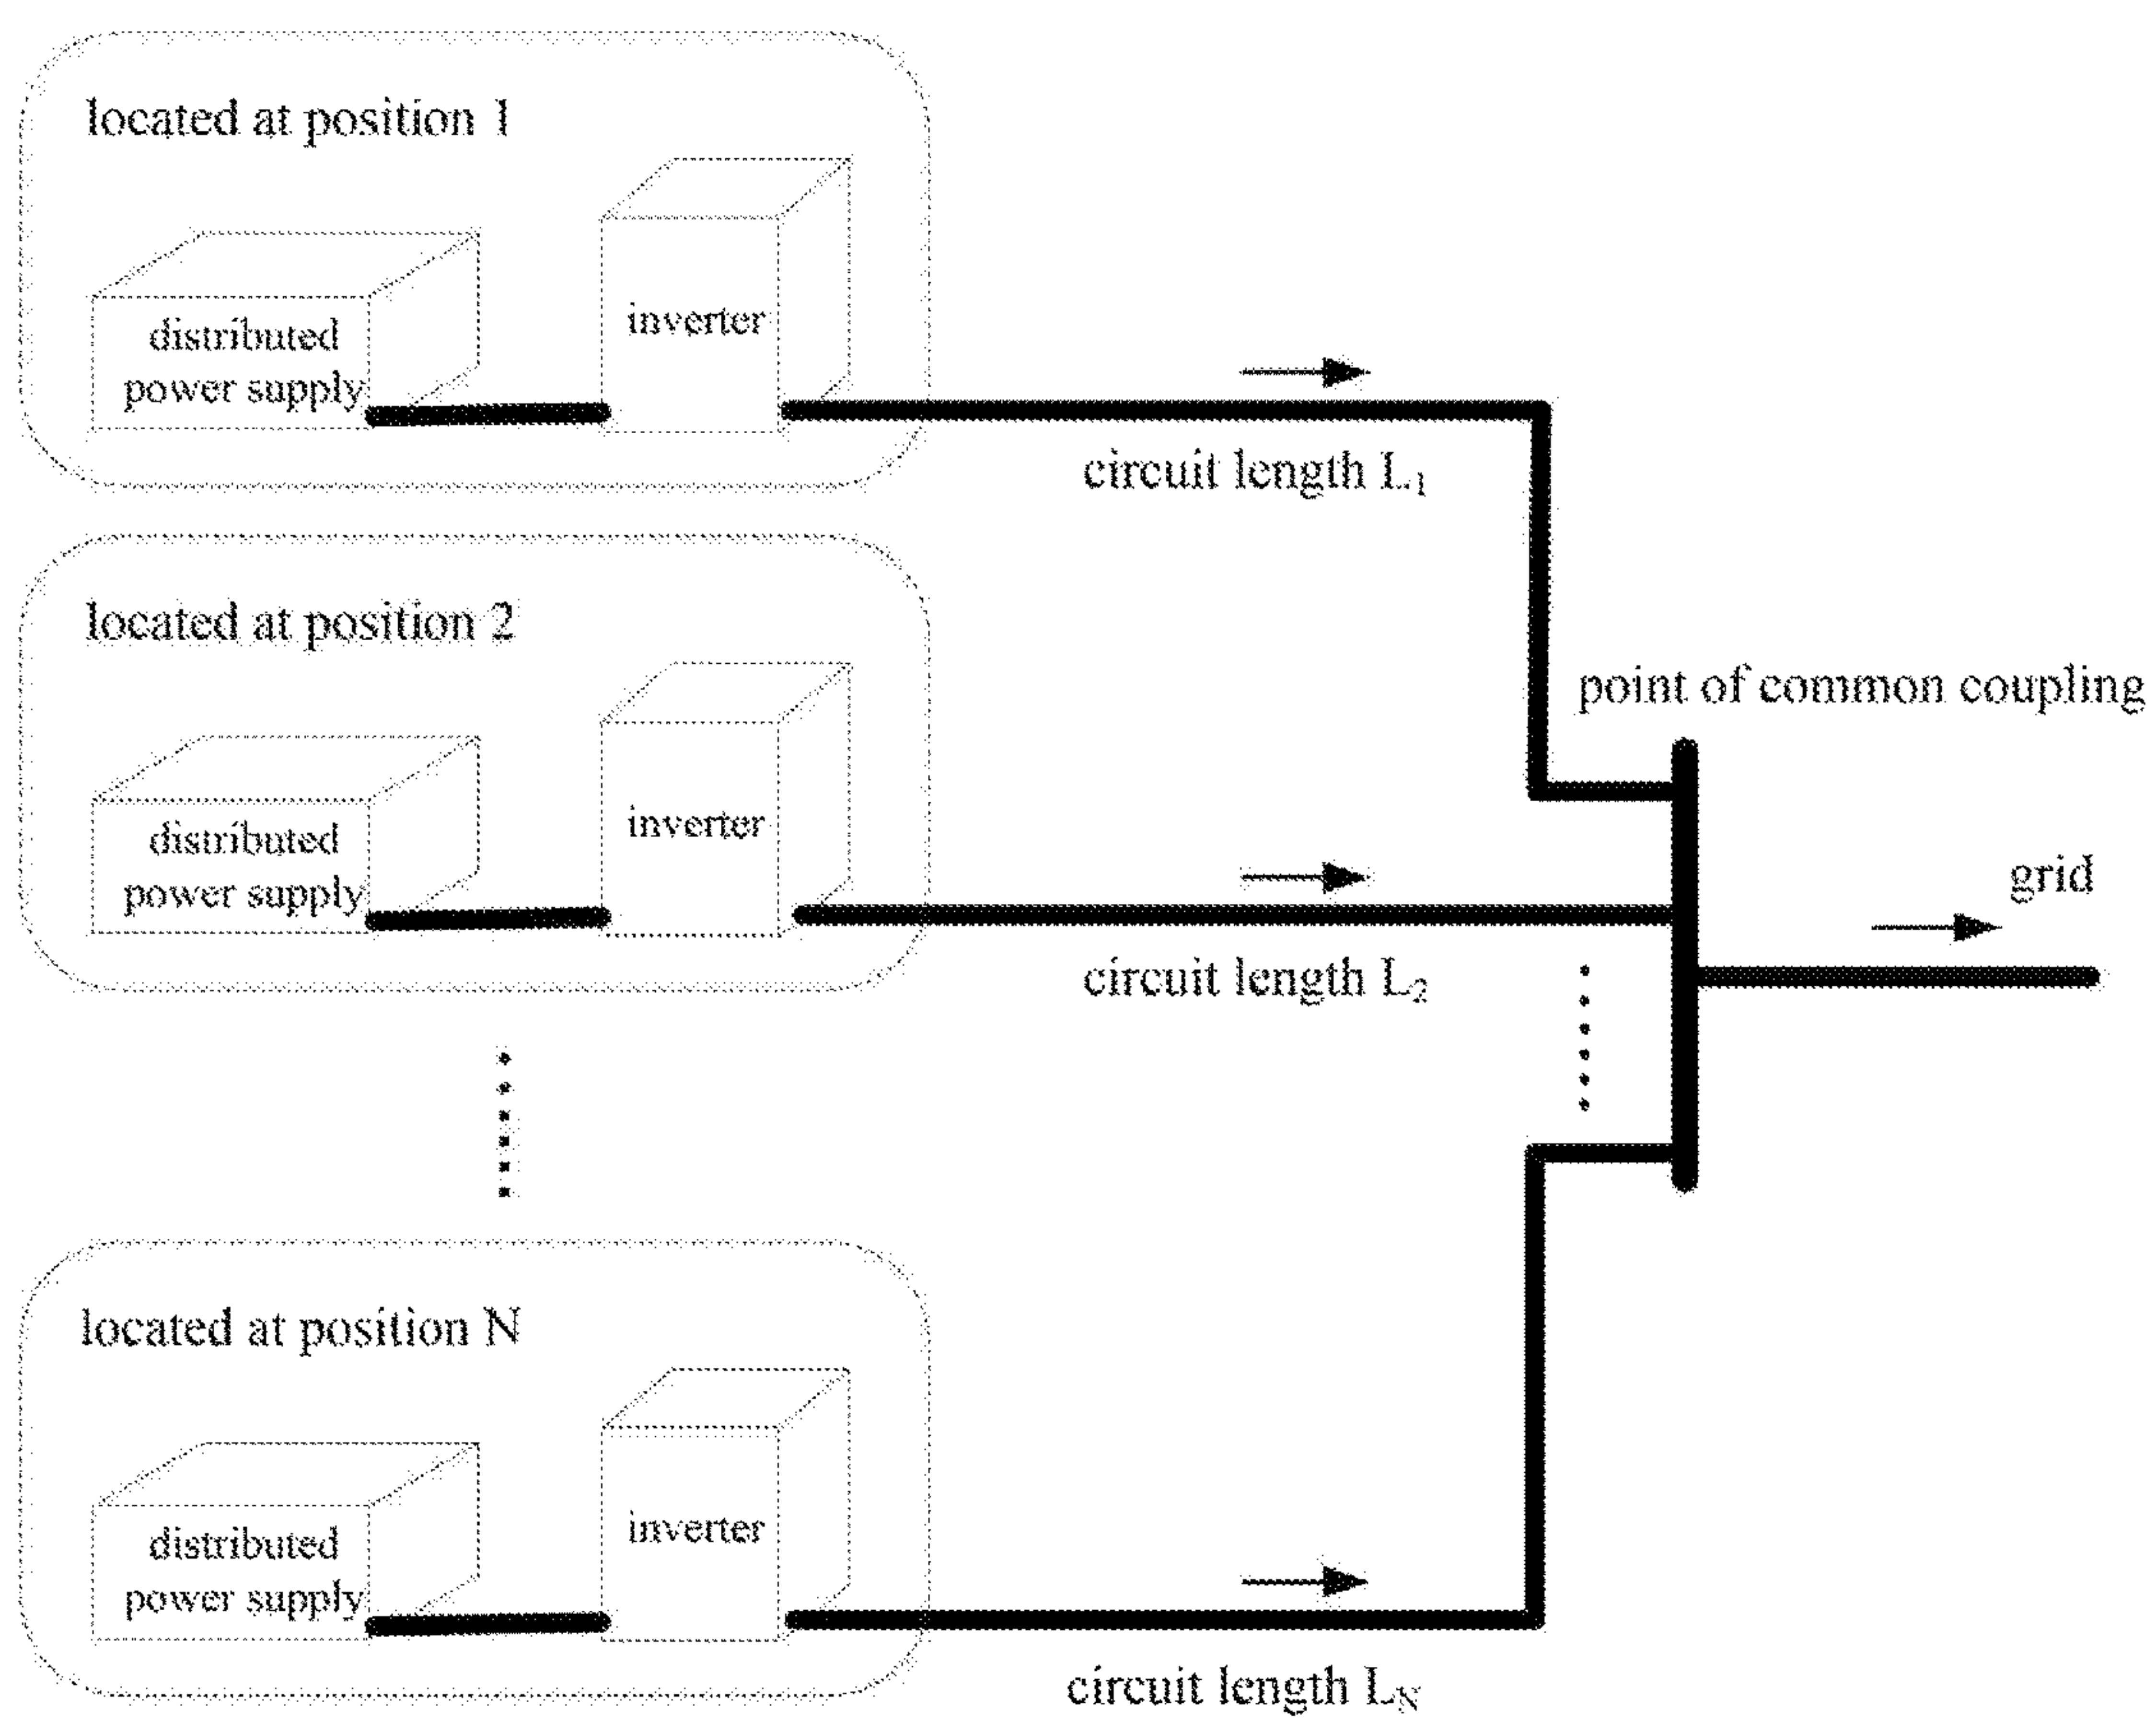 located at position 1
distributed
power supply
inverter
circuit length L₁
located at position 2
distributed
power supply
inverter
circuit length L₂
point of common coupling
grid
located at position N
distributed
power supply
inverter
circuit length L_N